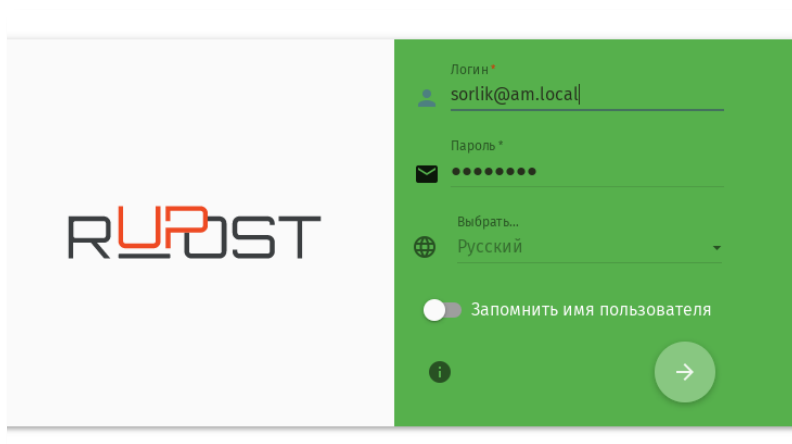 RUPOST
Логин *
sorlik@am.local
Пароль *
••••••••
Выбрать...
Русский
Запомнить имя пользователя